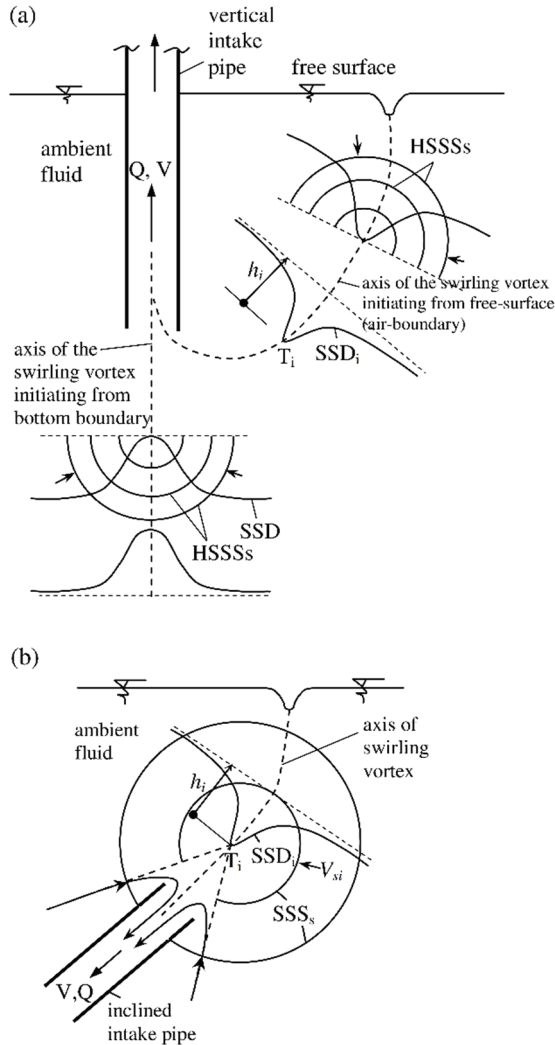 (a)
vertical
intake
pipe
free surface
ambient
fluid
Q, V
HSSSs
hi
axis of the swirling vortex
initiating from free-surface
(air-boundary)
Ti
SSDi
axis of the
swirling vortex
initiating from
bottom boundary
SSD
HSSSs
(b)
ambient
fluid
axis of
swirling
vortex
hi
Ti
SSDi
Vsi
SSSs
V,Q
inclined
intake pipe